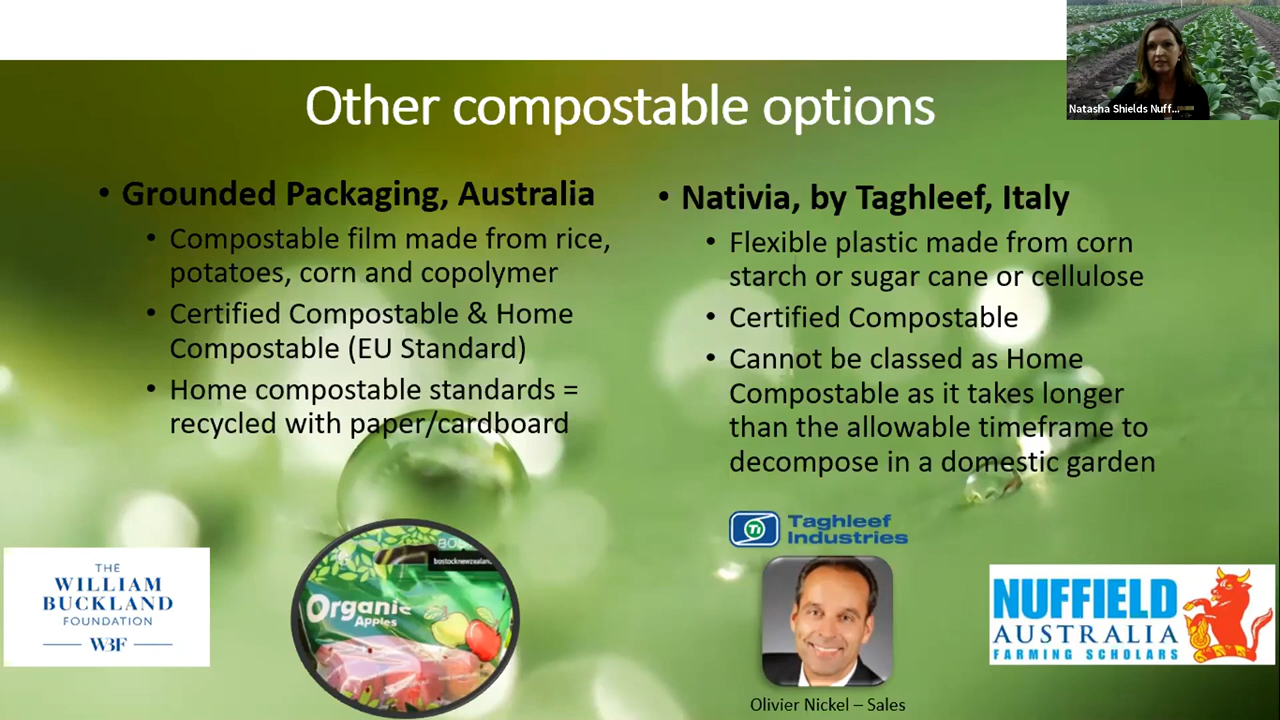 Natasha Shields Nuff...
Other compostable options
• Grounded Packaging, Australia
• Compostable film made from rice,
potatoes, corn and copolymer
• Certified Compostable & Home
Compostable (EU Standard)
• Home compostable standards =
recycled with paper/cardboard
• Nativia, by Taghleef, Italy
• Flexible plastic made from corn
starch or sugar cane or cellulose
• Certified Compostable
• Cannot be classed as Home
Compostable as it takes longer
than the allowable timeframe to
decompose in a domestic garden
THE
WILLIAM
BUCKLAND
FOUNDATION
WBF
BOS
bostocknewzealan
Organic
Apples
Ti
Taghleef
Industries
Olivier Nickel – Sales
NUFFIELD
AUSTRALIA
FARMING SCHOLARS